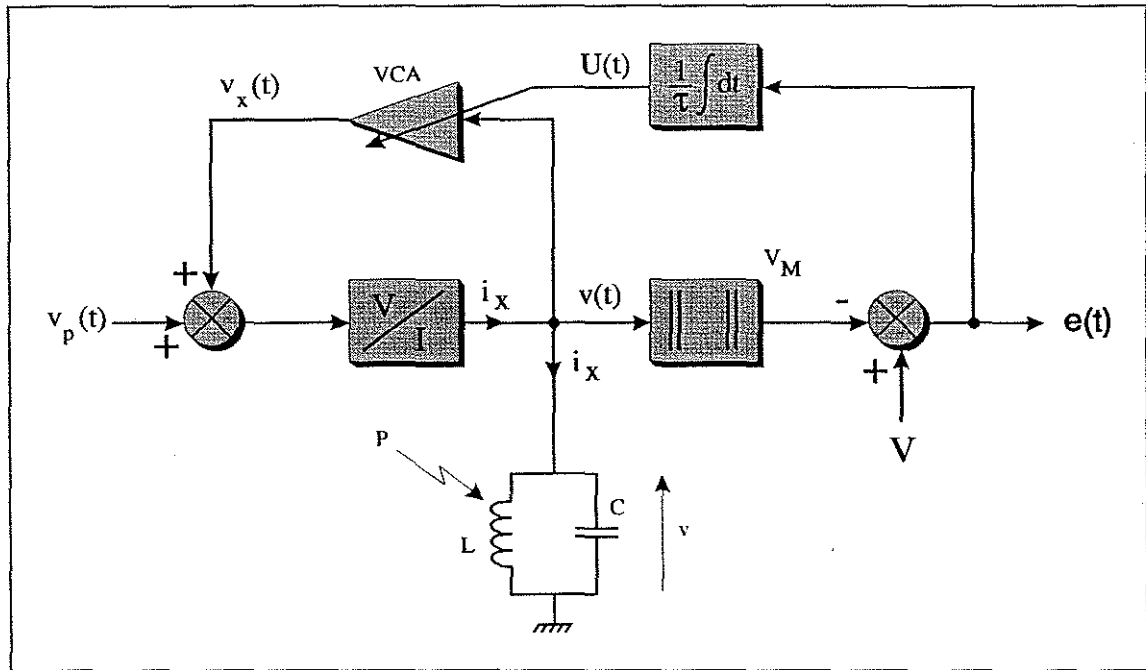 VCA
U(t)
1/τ ∫dt
v_x(t)
v_p(t)
+
+
V/I
i_x
v(t)
V_M
-
+
e(t)
i_x
V
P
L
C
v